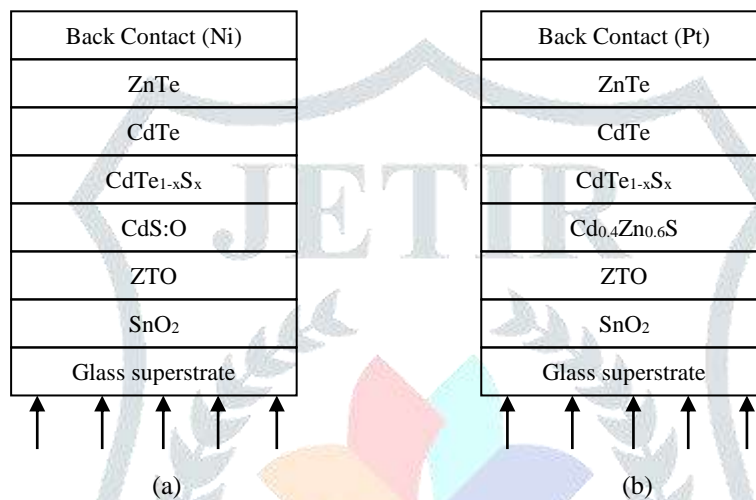 Back Contact (Ni)
ZnTe
CdTe
CdTe₁₋ₓSₓ
CdS:O
ZTO
SnO₂
Glass superstrate
(a)
Back Contact (Pt)
ZnTe
CdTe
CdTe₁₋ₓSₓ
Cd₀.₄Zn₀.₆S
ZTO
SnO₂
Glass superstrate
(b)
JETIR